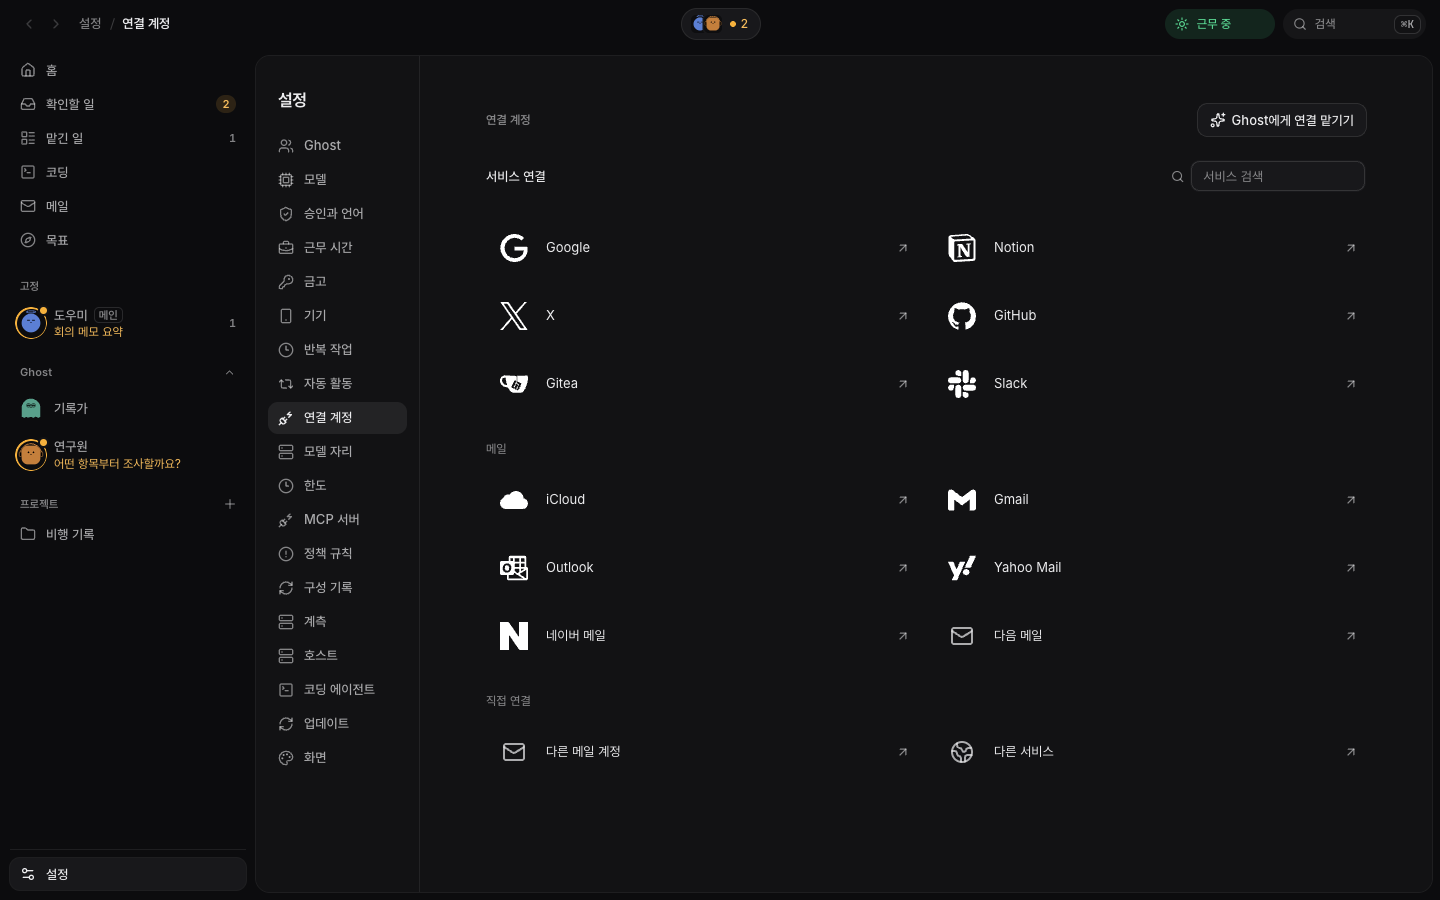 설정 / 연결 계정
2
근무 중
검색
⌘K
홈
확인할 일
2
맡긴 일
1
코딩
메일
목표
고정
도우미 메인
회의 메모 요약
1
Ghost
기록가
연구원
어떤 항목부터 조사할까요?
프로젝트
비행 기록
설정
설정
Ghost
모델
승인과 언어
근무 시간
금고
기기
반복 작업
자동 활동
연결 계정
모델 자리
한도
MCP 서버
정책 규칙
구성 기록
계측
호스트
코딩 에이전트
업데이트
화면
연결 계정
Ghost에게 연결 맡기기
서비스 연결
서비스 검색
Google
Notion
X
GitHub
Gitea
Slack
메일
iCloud
Gmail
Outlook
Yahoo Mail
네이버 메일
다음 메일
직접 연결
다른 메일 계정
다른 서비스